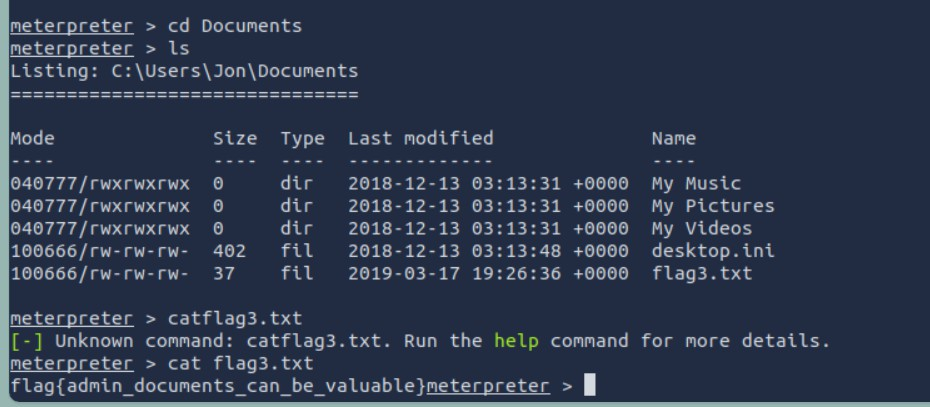 meterpreter > cd Documents
meterpreter > ls
Listing: C:\Users\Jon\Documents
===============================
Mode Size Type Last modified Name
---- ---- ---- ------------- ----
040777/rwxrwxrwx 0 dir 2018-12-13 03:13:31 +0000 My Music
040777/rwxrwxrwx 0 dir 2018-12-13 03:13:31 +0000 My Pictures
040777/rwxrwxrwx 0 dir 2018-12-13 03:13:31 +0000 My Videos
100666/rw-rw-rw- 402 fil 2018-12-13 03:13:48 +0000 desktop.ini
100666/rw-rw-rw- 37 fil 2019-03-17 19:26:36 +0000 flag3.txt
meterpreter > catflag3.txt
[-] Unknown command: catflag3.txt. Run the help command for more details.
meterpreter > cat flag3.txt
flag{admin_documents_can_be_valuable}meterpreter >